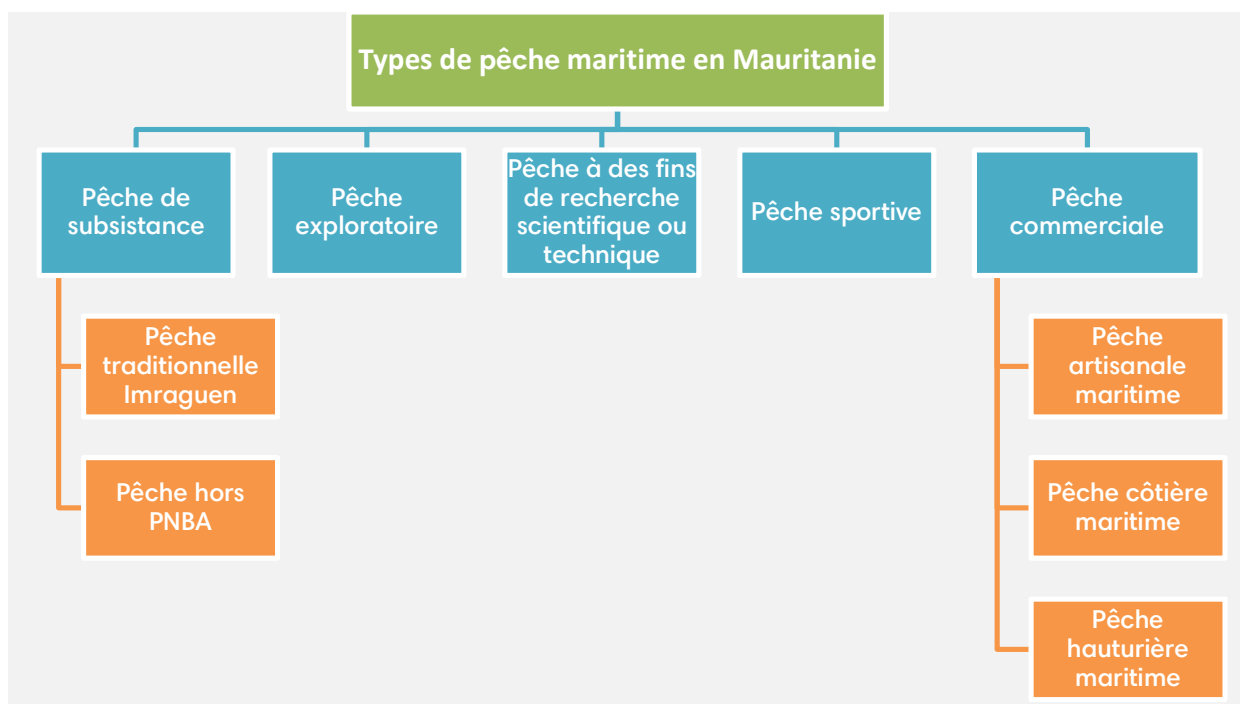 Types de pêche maritime en Mauritanie
Pêche de
subsistance
Pêche
exploratoire
Pêche à des fins
de recherche
scientifique ou
technique
Pêche sportive
Pêche
commerciale
Pêche
traditionnelle
Imraguen
Pêche hors
PNBA
Pêche
artisanale
maritime
Pêche côtière
maritime
Pêche
hauturière
maritime